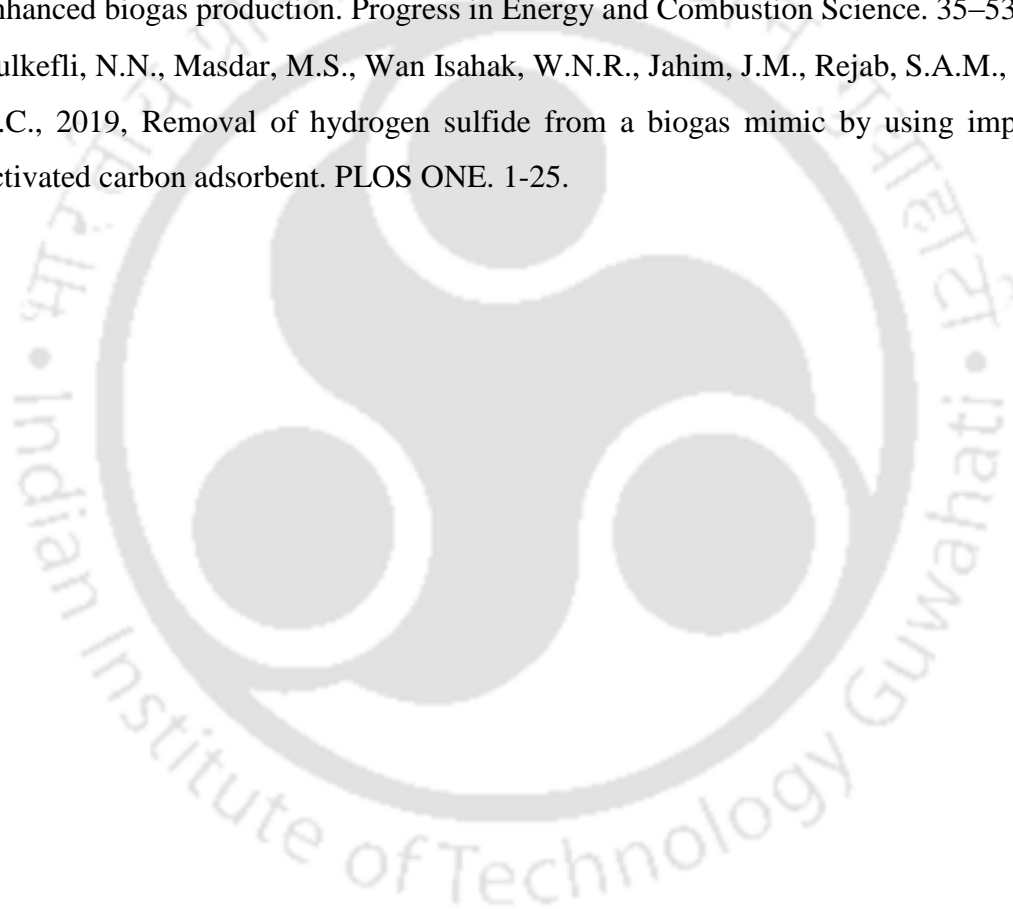 nhanced biogas production. Progress in Energy and Combustion Science. 35–53
ulkefli, N.N., Masdar, M.S., Wan Isahak, W.N.R., Jahim, J.M., Rejab, S.A.M.,
.C., 2019, Removal of hydrogen sulfide from a biogas mimic by using imp
ctivated carbon adsorbent. PLOS ONE. 1-25.
Indian Institute of Technology Guwahati